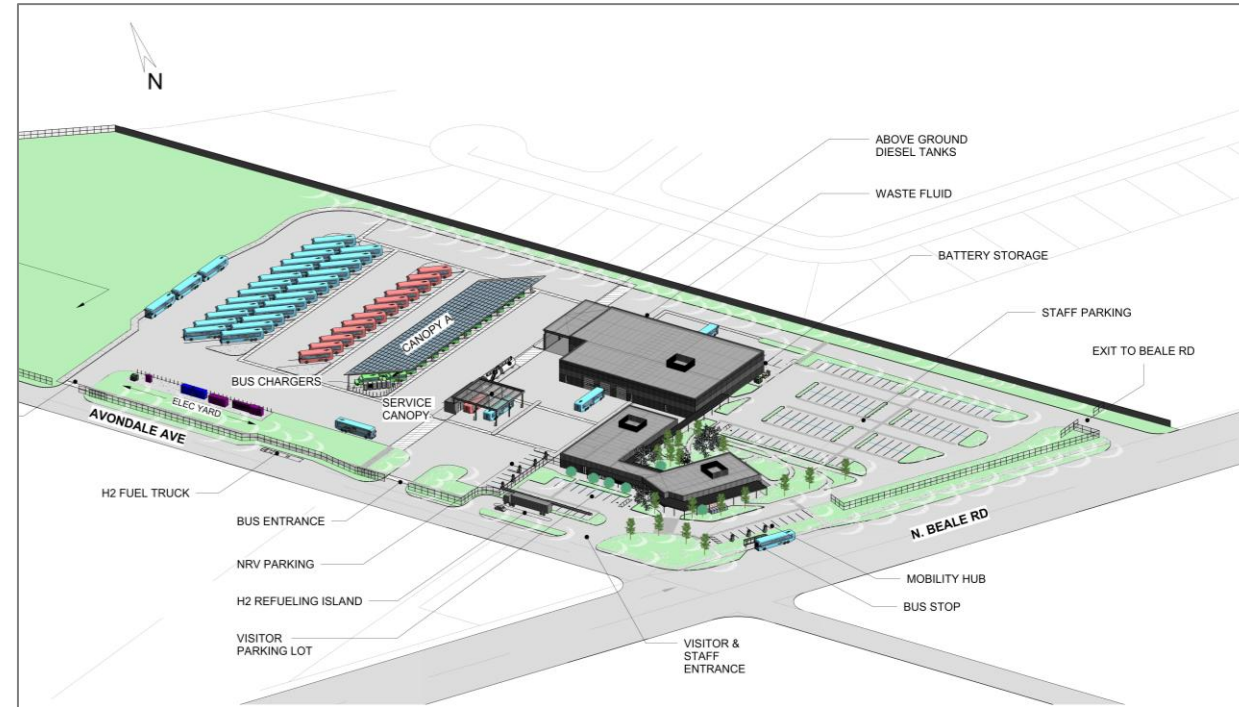 N
ABOVE GROUND
DIESEL TANKS
WASTE FLUID
BATTERY STORAGE
STAFF PARKING
EXIT TO BEALE RD
CANOPY A
BUS CHARGERS
SERVICE
CANOPY
ELEC YARD
AVONDALE AVE
H2 FUEL TRUCK
BUS ENTRANCE
NRV PARKING
H2 REFUELING ISLAND
VISITOR
PARKING LOT
VISITOR &
STAFF
ENTRANCE
N. BEALE RD
MOBILITY HUB
BUS STOP